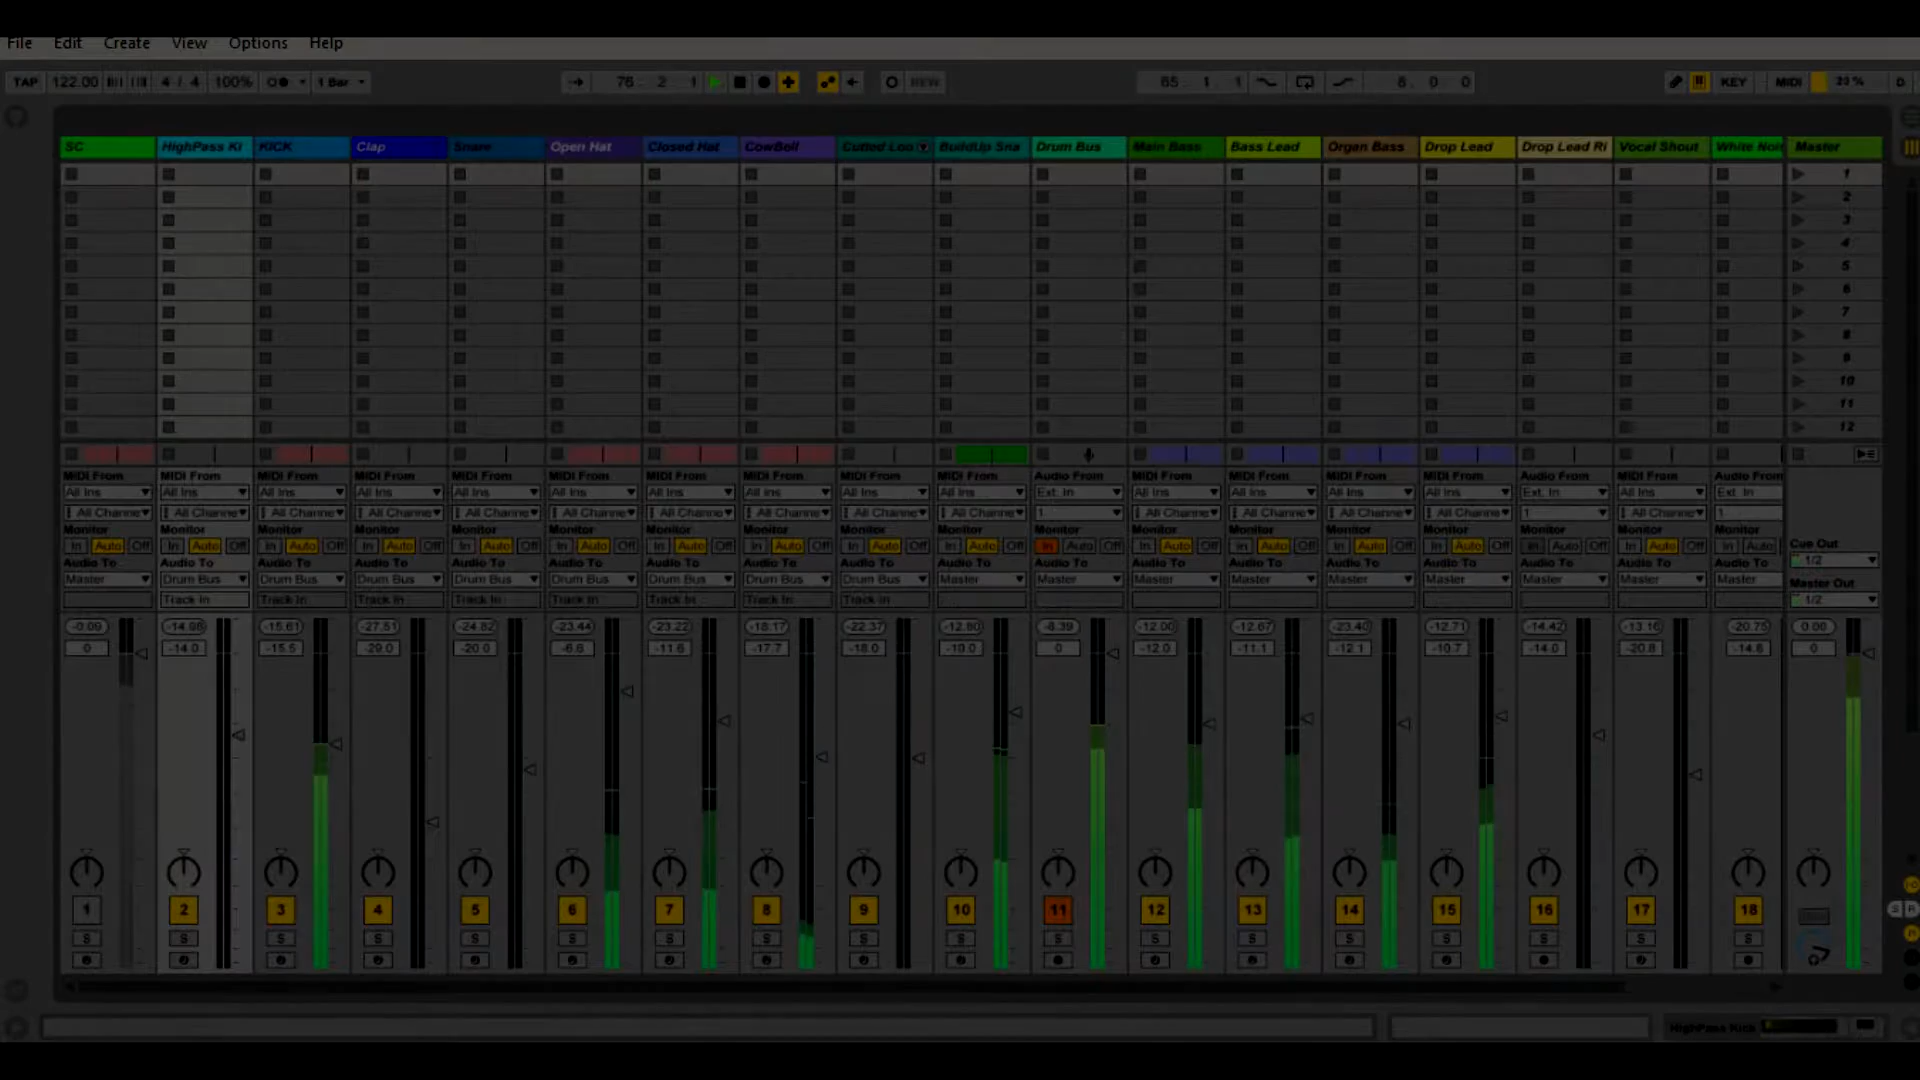 File Edit Create View Options Help
TAP 122.00 4 / 4 100% 1 Bar 76 . 2 . 1 NEW 65 . 1 . 1 8 . 0 . 0 KEY MIDI 23 % D
SC HighPass Ki KICK Clap Snare Open Hat Closed Hat CowBell Cutted Loo BuildUp Sna Drum Bus Main Bass Bass Lead Organ Bass Drop Lead Drop Lead Ri Vocal Shout White Noi Master
1
2
3
4
5
6
7
8
9
10
11
12
MIDI From MIDI From MIDI From MIDI From MIDI From MIDI From MIDI From MIDI From MIDI From MIDI From Audio From MIDI From MIDI From MIDI From MIDI From Audio From MIDI From Audio From
All Ins All Ins All Ins All Ins All Ins All Ins All Ins All Ins All Ins All Ins Ext. In All Ins All Ins All Ins All Ins Ext. In All Ins Ext. In
All Channe All Channe All Channe All Channe All Channe All Channe All Channe All Channe All Channe All Channe 1 All Channe All Channe All Channe All Channe 1 All Channe 1
Monitor Monitor Monitor Monitor Monitor Monitor Monitor Monitor Monitor Monitor Monitor Monitor Monitor Monitor Monitor Monitor Monitor Monitor
In Auto Off In Auto Off In Auto Off In Auto Off In Auto Off In Auto Off In Auto Off In Auto Off In Auto Off In Auto Off In Auto Off In Auto Off In Auto Off In Auto Off In Auto Off In Auto Off In Auto Off In Auto Cue Out
Audio To Audio To Audio To Audio To Audio To Audio To Audio To Audio To Audio To Audio To Audio To Audio To Audio To Audio To Audio To Audio To Audio To Audio To 1/2
Master Drum Bus Drum Bus Drum Bus Drum Bus Drum Bus Drum Bus Drum Bus Drum Bus Master Master Master Master Master Master Master Master Master Master Out
Track In Track In Track In Track In Track In Track In Track In Track In 1/2
-0.09 -14.98 -15.61 -27.51 -24.82 -23.44 -23.22 -18.17 -22.37 -12.80 -8.39 -12.00 -12.67 -23.40 -12.71 -14.42 -13.16 -20.75 0.00
0 -14.0 -15.5 -29.0 -20.0 -6.6 -11.6 -17.7 -18.0 -10.0 0 -12.0 -11.1 -12.1 -10.7 -14.0 -20.8 -14.6 0
1 2 3 4 5 6 7 8 9 10 11 12 13 14 15 16 17 18
S S S S S S S S S S S S S S S S S S
S R
HighPass Kick